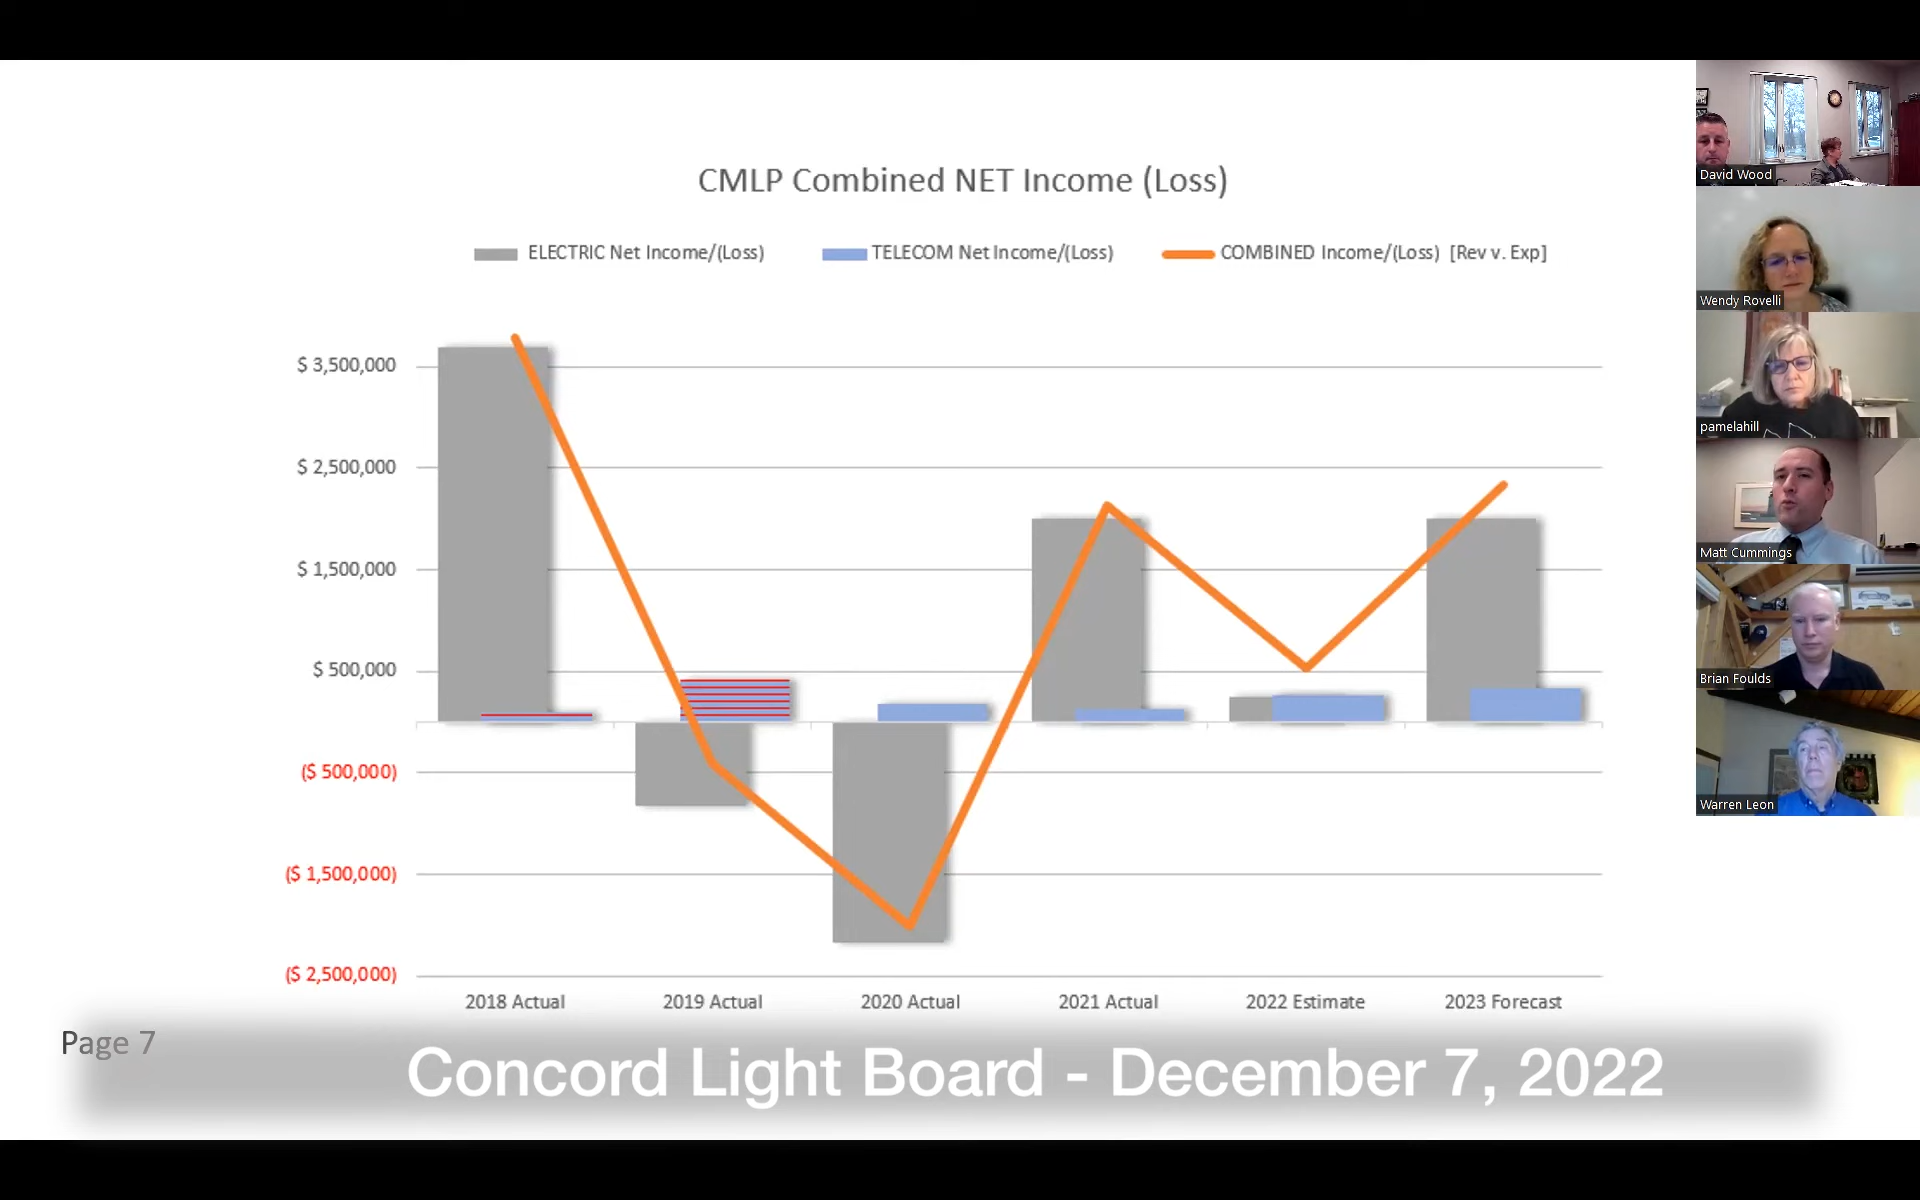 CMLP Combined NET Income (Loss)
ELECTRIC Net Income/(Loss)
TELECOM Net Income/(Loss)
COMBINED Income/(Loss) [Rev v. Exp]
$ 3,500,000
$ 2,500,000
$ 1,500,000
$ 500,000
($ 500,000)
($ 1,500,000)
($ 2,500,000)
2018 Actual
2019 Actual
2020 Actual
2021 Actual
2022 Estimate
2023 Forecast
Page 7
Concord Light Board - December 7, 2022
David Wood
Wendy Rovelli
pamelahill
Matt Cummings
Brian Foulds
Warren Leon